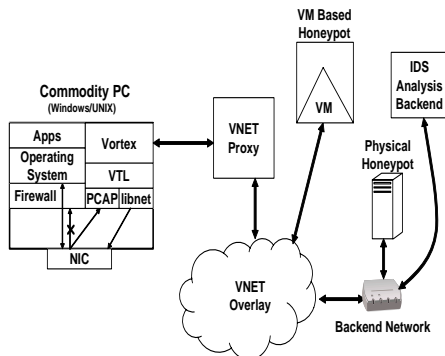 Commodity PC
(Windows/UNIX)
Apps
Operating
System
Firewall
Vortex
VTL
PCAP
libnet
NIC
VNET
Proxy
VM Based
Honeypot
VM
IDS
Analysis
Backend
Physical
Honeypot
VNET
Overlay
Backend Network